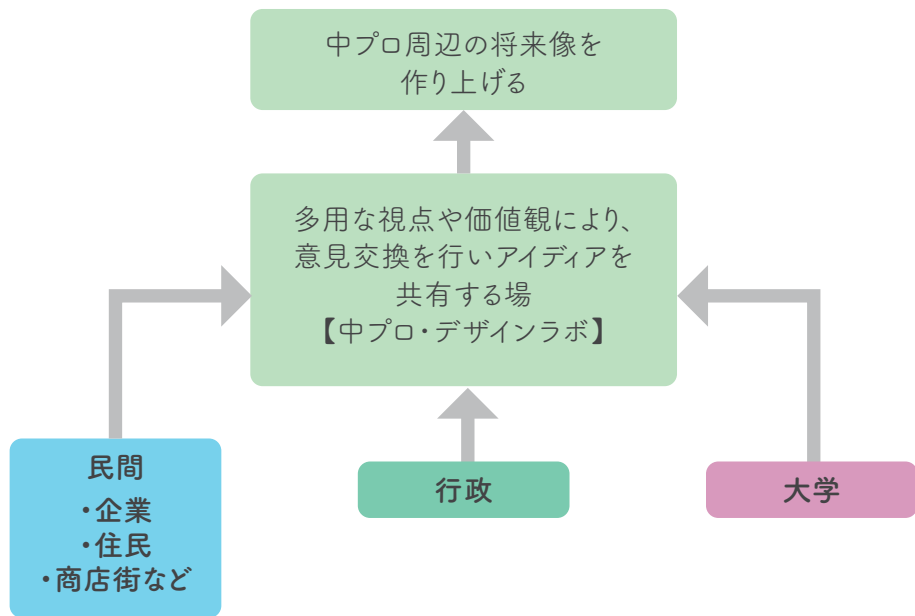 中プロ周辺の将来像を
作り上げる
多用な視点や価値観により、
意見交換を行いアイディアを
共有する場
【中プロ・デザインラボ】
民間
・企業
・住民
・商店街など
行政
大学